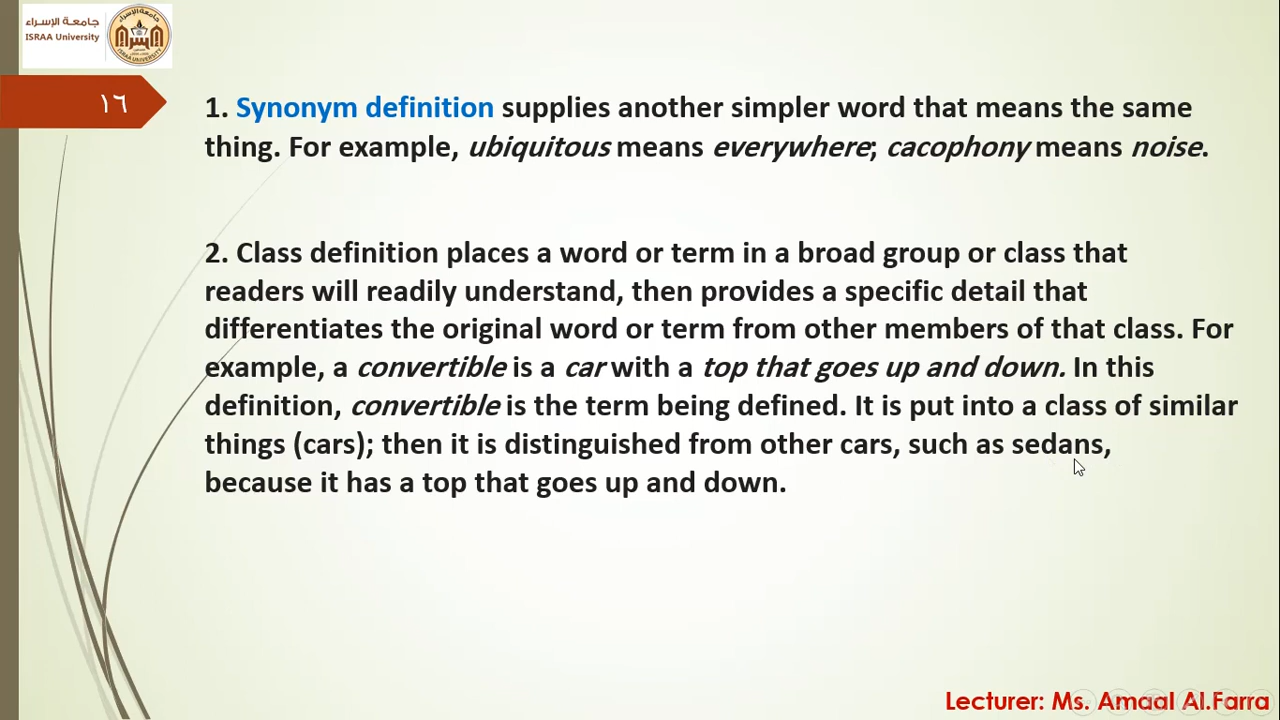 جامعة الإسراء
ISRAA University
١٦
1. Synonym definition supplies another simpler word that means the same
thing. For example, ubiquitous means everywhere; cacophony means noise.
2. Class definition places a word or term in a broad group or class that
readers will readily understand, then provides a specific detail that
differentiates the original word or term from other members of that class. For
example, a convertible is a car with a top that goes up and down. In this
definition, convertible is the term being defined. It is put into a class of similar
things (cars); then it is distinguished from other cars, such as sedans,
because it has a top that goes up and down.
Lecturer: Ms. Amaal Al.Farra